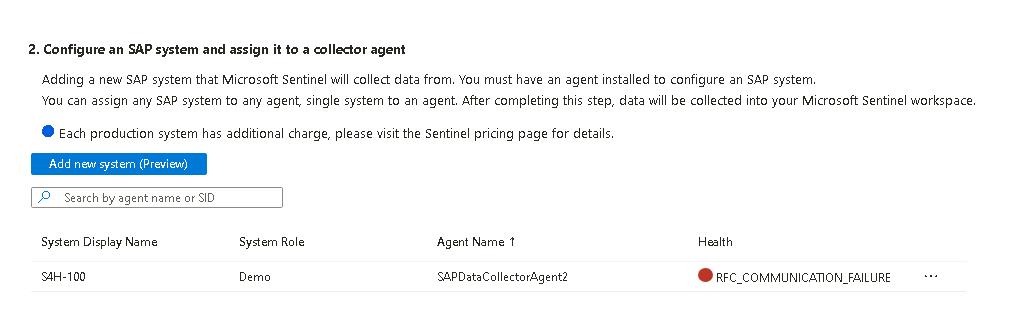 2. Configure an SAP system and assign it to a collector agent
Adding a new SAP system that Microsoft Sentinel will collect data from. You must have an agent installed to configure an SAP system.
You can assign any SAP system to any agent, single system to an agent. After completing this step, data will be collected into your Microsoft Sentinel workspace.
Each production system has additional charge, please visit the Sentinel pricing page for details.
Add new system (Preview)
Search by agent name or SID
System Display Name System Role Agent Name ↑ Health
S4H-100 Demo SAPDataCollectorAgent2 RFC_COMMUNICATION_FAILURE ...